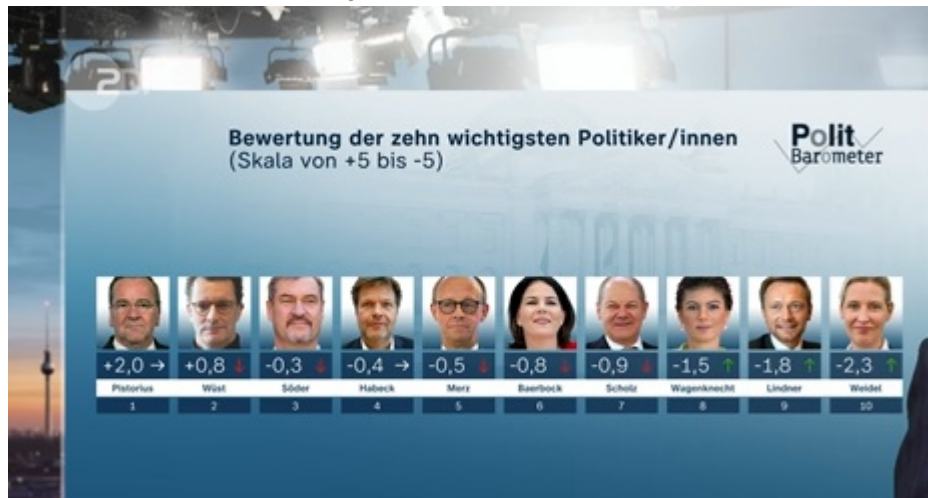 ZDF
Bewertung der zehn wichtigsten Politiker/innen
(Skala von +5 bis -5)
Polit
Barometer
+2,0 → +0,8 ↓ -0,3 ↓ -0,4 → -0,5 ↓ -0,8 ↓ -0,9 ↓ -1,5 ↑ -1,8 ↑ -2,3 ↑
Pistorius Wüst Söder Habeck Merz Baerbock Scholz Wagenknecht Lindner Weidel
1 2 3 4 5 6 7 8 9 10